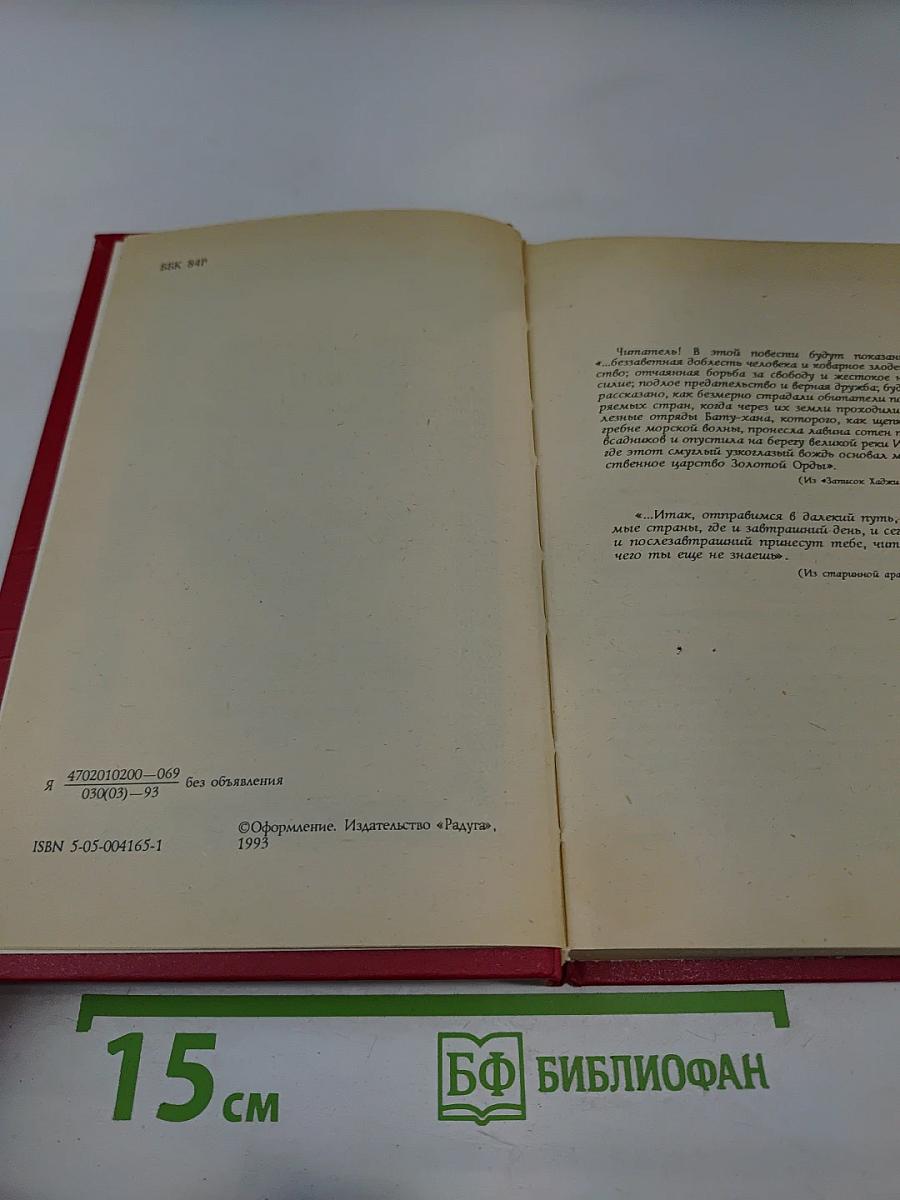 ББК 84Р
Я 4702010200—069
030(03)—93
без объявления
©Оформление. Издательство «Радуга»,
ISBN 5-05-004165-1
1993
Читатель! В этой повести будут показан
«...беззаветная доблесть человека и коварное злоде
ство; отчаянная борьба за свободу и жестокое н
силие; подлое предательство и верная дружба; буд
рассказано, как безмерно страдали обитатели по
ряемых стран, когда через их земли проходили
лезные отряды Бату-хана, которого, как щепк
гребне морской волны, пронесла лавина сотен т
всадников и опустила на берегу великой реки И
где этот смуглый узкоглазый вождь основал м
ственное царство Золотой Орды».
(Из «Записок Хаджи
«...Итак, отправимся в далекий путь,
мые страны, где и завтрашний день, и сег
и послезавтрашний принесут тебе, чит
чего ты еще не знаешь».
(Из старинной ара
15 см
БФ БИБЛИОФАН